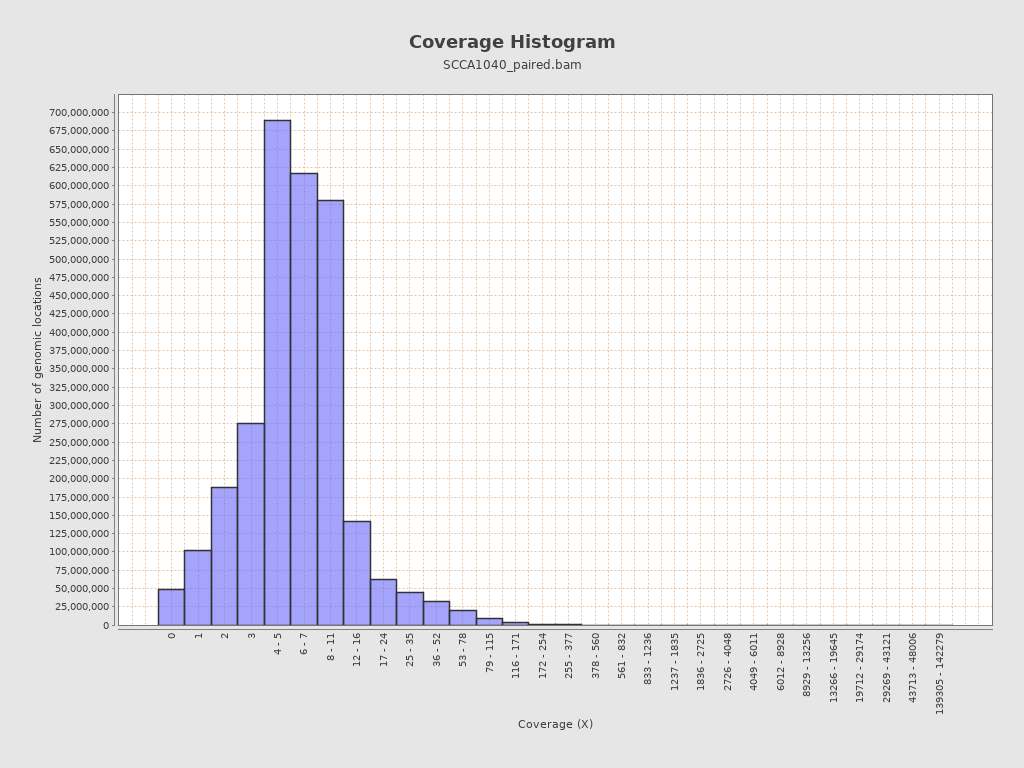 Coverage Histogram
SCCA1040_paired.bam
Number of genomic locations
700,000,000
675,000,000
650,000,000
625,000,000
600,000,000
575,000,000
550,000,000
525,000,000
500,000,000
475,000,000
450,000,000
425,000,000
400,000,000
375,000,000
350,000,000
325,000,000
300,000,000
275,000,000
250,000,000
225,000,000
200,000,000
175,000,000
150,000,000
125,000,000
100,000,000
75,000,000
50,000,000
25,000,000
0
0
1
2
3
4 - 5
6 - 7
8 - 11
12 - 16
17 - 24
25 - 35
36 - 52
53 - 78
79 - 115
116 - 171
172 - 254
255 - 377
378 - 560
561 - 832
833 - 1236
1237 - 1835
1836 - 2725
2726 - 4048
4049 - 6011
6012 - 8928
8929 - 13256
13266 - 19645
19712 - 29174
29269 - 43121
43713 - 48006
139305 - 142279
Coverage (X)